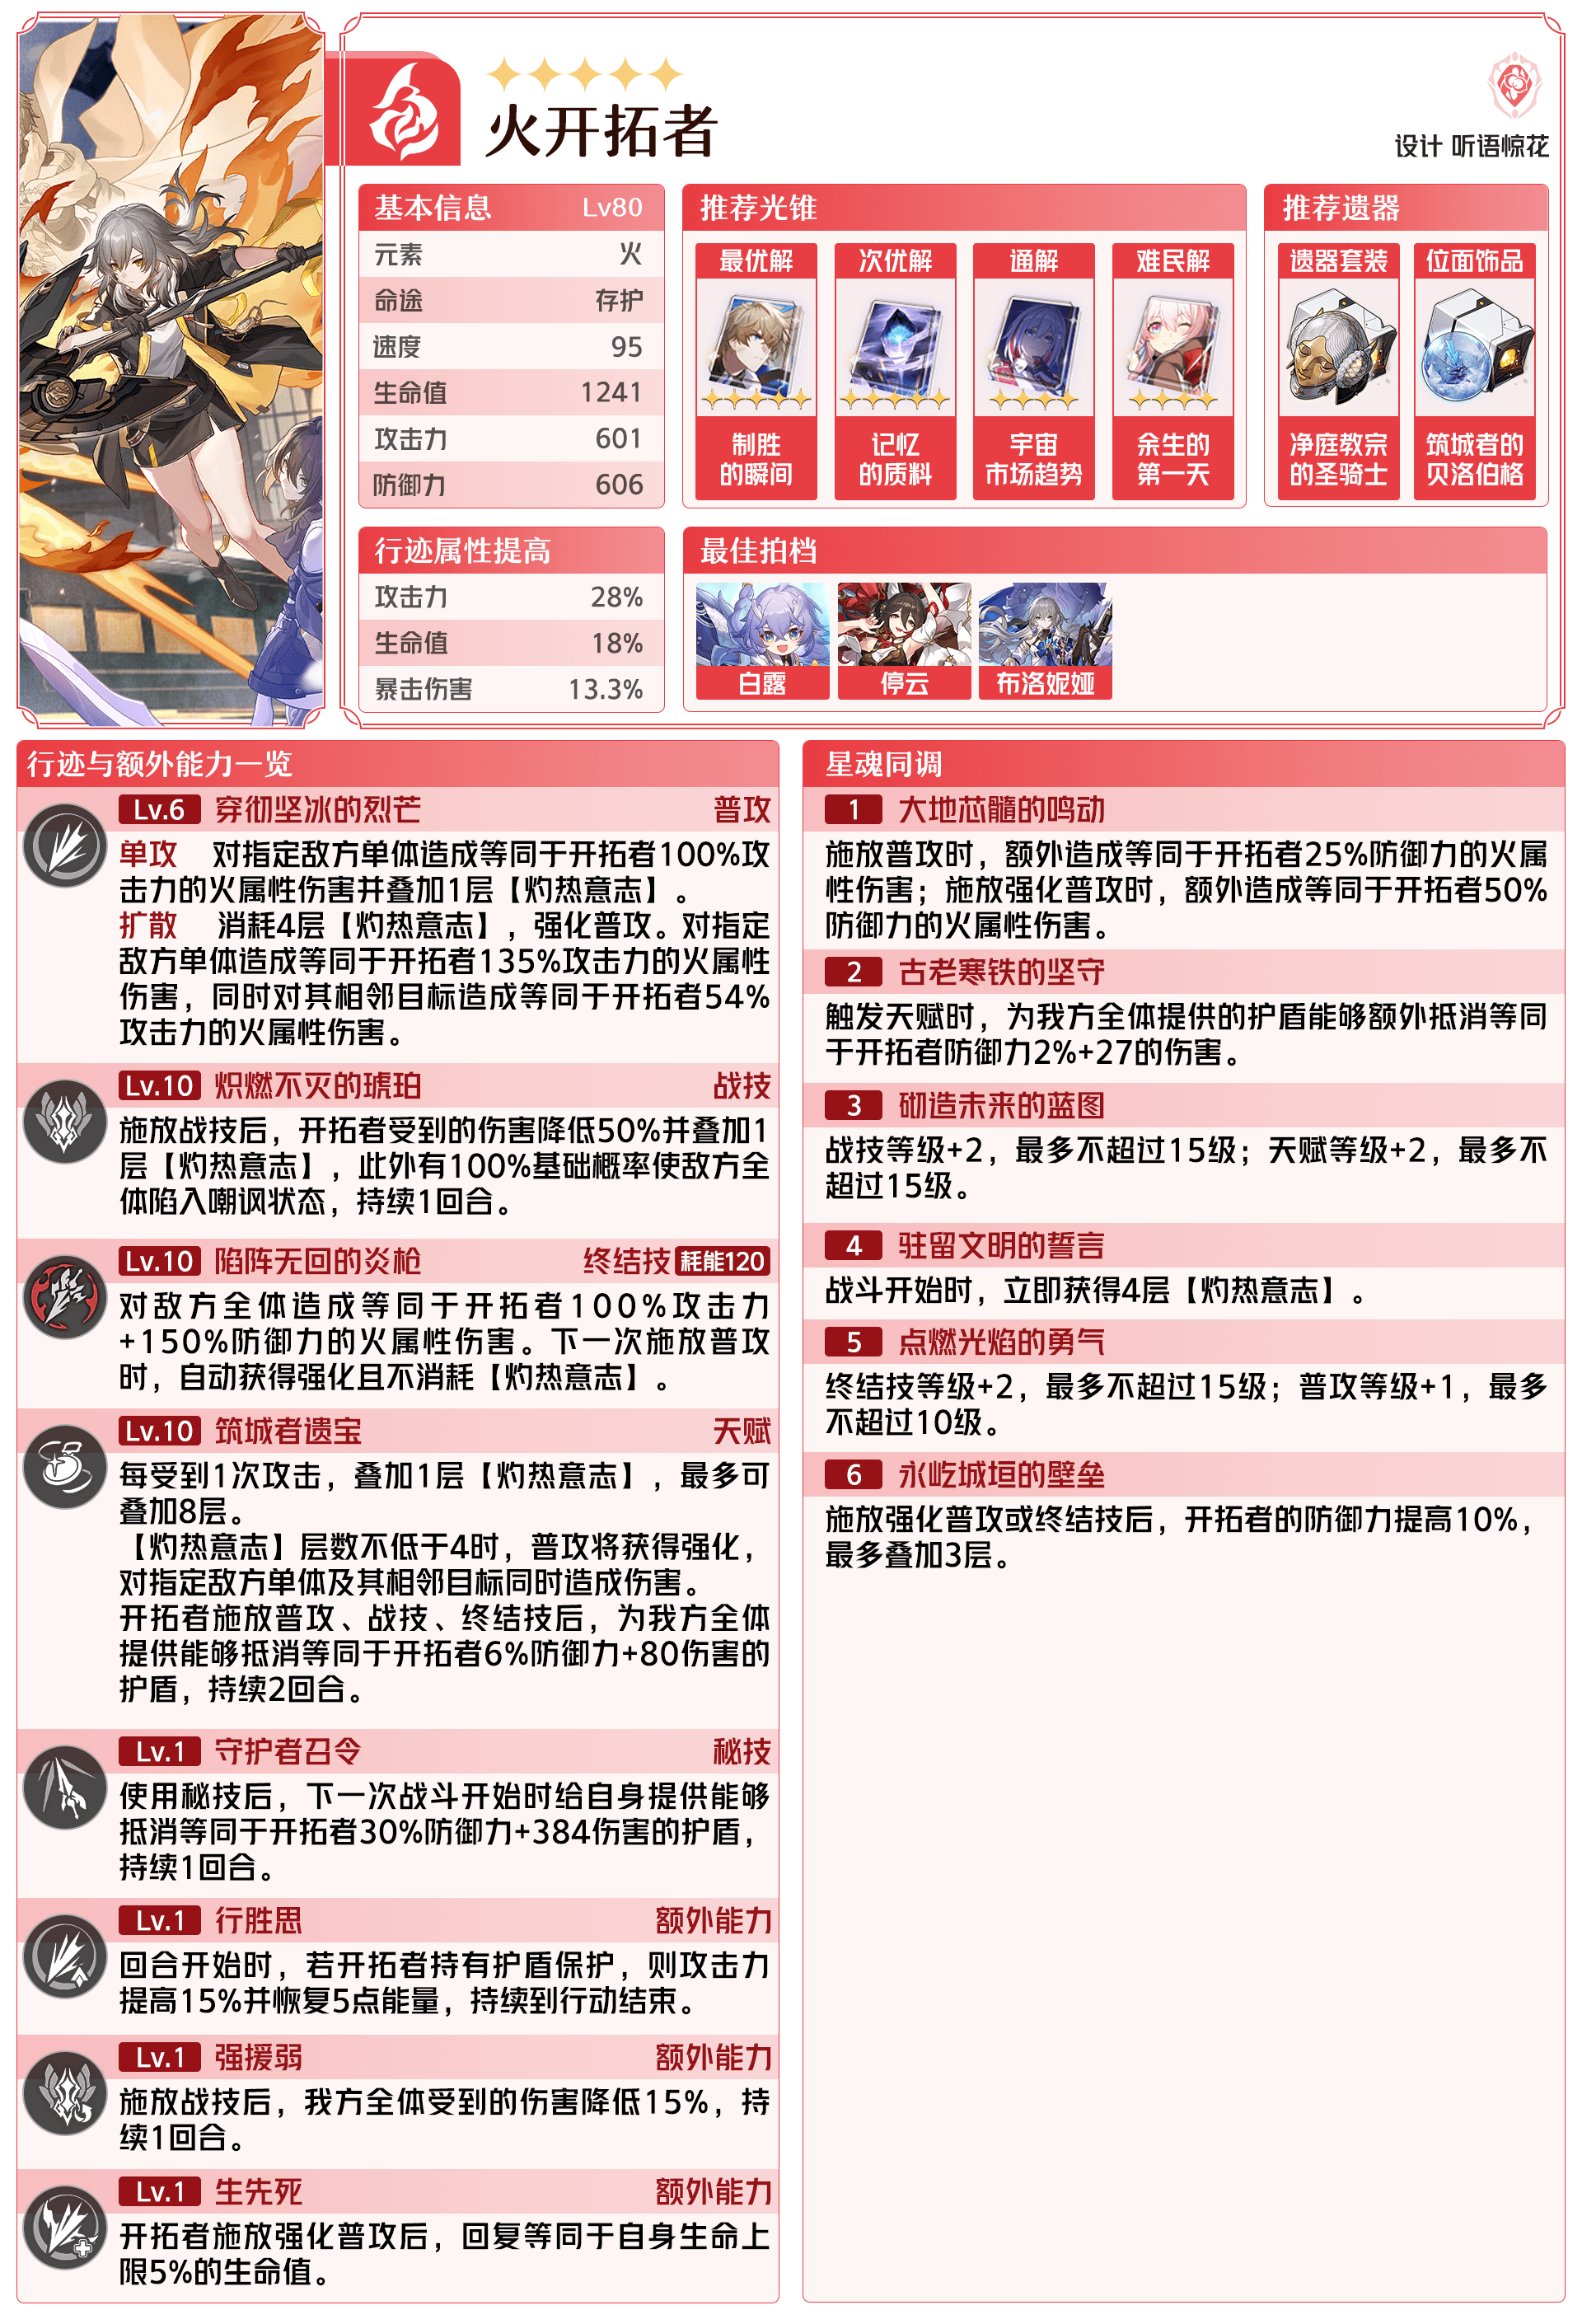 火开拓者
设计 听语惊花
基本信息 Lv80
元素 火
命途 存护
速度 95
生命值 1241
攻击力 601
防御力 606
推荐光锥
最优解
制胜
的瞬间
次优解
记忆
的质料
通解
宇宙
市场趋势
难民解
余生的
第一天
推荐遗器
遗器套装
净庭教宗
的圣骑士
位面饰品
筑城者的
贝洛伯格
行迹属性提高
攻击力 28%
生命值 18%
暴击伤害 13.3%
最佳拍档
白露
停云
布洛妮娅
行迹与额外能力一览
Lv.6 穿彻坚冰的烈芒 普攻
单攻 对指定敌方单体造成等同于开拓者100%攻
击力的火属性伤害并叠加1层【灼热意志】。
扩散 消耗4层【灼热意志】，强化普攻。对指定
敌方单体造成等同于开拓者135%攻击力的火属性
伤害，同时对其相邻目标造成等同于开拓者54%
攻击力的火属性伤害。
Lv.10 炽燃不灭的琥珀 战技
施放战技后，开拓者受到的伤害降低50%并叠加1
层【灼热意志】，此外有100%基础概率使敌方全
体陷入嘲讽状态，持续1回合。
Lv.10 陷阵无回的炎枪 终结技 耗能120
对敌方全体造成等同于开拓者100%攻击力
+150%防御力的火属性伤害。下一次施放普攻
时，自动获得强化且不消耗【灼热意志】。
Lv.10 筑城者遗宝 天赋
每受到1次攻击，叠加1层【灼热意志】，最多可
叠加8层。
【灼热意志】层数不低于4时，普攻将获得强化，
对指定敌方单体及其相邻目标同时造成伤害。
开拓者施放普攻、战技、终结技后，为我方全体
提供能够抵消等同于开拓者6%防御力+80伤害的
护盾，持续2回合。
Lv.1 守护者召令 秘技
使用秘技后，下一次战斗开始时给自身提供能够
抵消等同于开拓者30%防御力+384伤害的护盾，
持续1回合。
Lv.1 行胜思 额外能力
回合开始时，若开拓者持有护盾保护，则攻击力
提高15%并恢复5点能量，持续到行动结束。
Lv.1 强援弱 额外能力
施放战技后，我方全体受到的伤害降低15%，持
续1回合。
Lv.1 生先死 额外能力
开拓者施放强化普攻后，回复等同于自身生命上
限5%的生命值。
星魂同调
1 大地芯髓的鸣动
施放普攻时，额外造成等同于开拓者25%防御力的火属
性伤害；施放强化普攻时，额外造成等同于开拓者50%
防御力的火属性伤害。
2 古老寒铁的坚守
触发天赋时，为我方全体提供的护盾能够额外抵消等同
于开拓者防御力2%+27的伤害。
3 砌造未来的蓝图
战技等级+2，最多不超过15级；天赋等级+2，最多不
超过15级。
4 驻留文明的誓言
战斗开始时，立即获得4层【灼热意志】。
5 点燃光焰的勇气
终结技等级+2，最多不超过15级；普攻等级+1，最多
不超过10级。
6 永屹城垣的壁垒
施放强化普攻或终结技后，开拓者的防御力提高10%，
最多叠加3层。